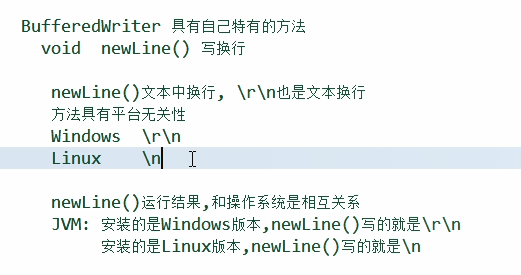 BufferedWriter 具有自己特有的方法
void newLine() 写换行
newLine()文本中换行, \r\n也是文本换行
方法具有平台无关性
Windows \r\n
Linux \n
newLine()运行结果,和操作系统是相互关系
JVM: 安装的是Windows版本,newLine()写的就是\r\n
安装的是Linux版本,newLine()写的就是\n